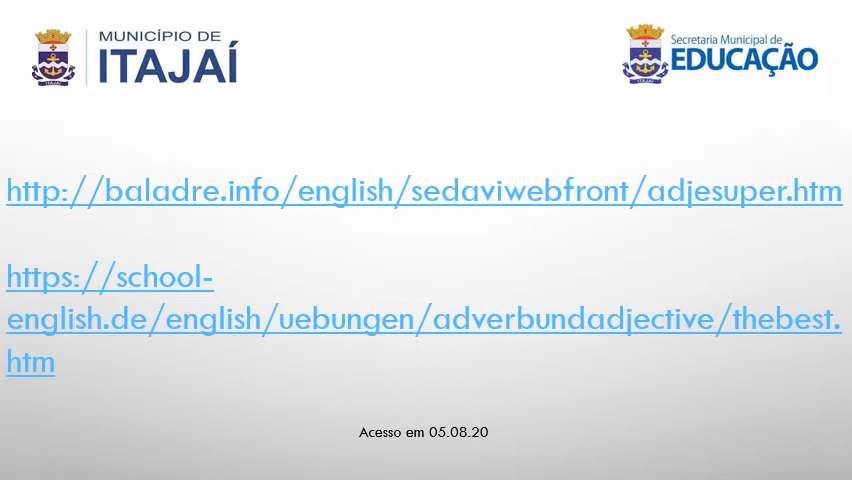 MUNICÍPIO DE
ITAJAÍ
Secretaria Municipal de
EDUCAÇÃO
http://baladre.info/english/sedaviwebfront/adjesuper.htm
https://school-
english.de/english/uebungen/adverbundadjective/thebest.
htm
Acesso em 05.08.20